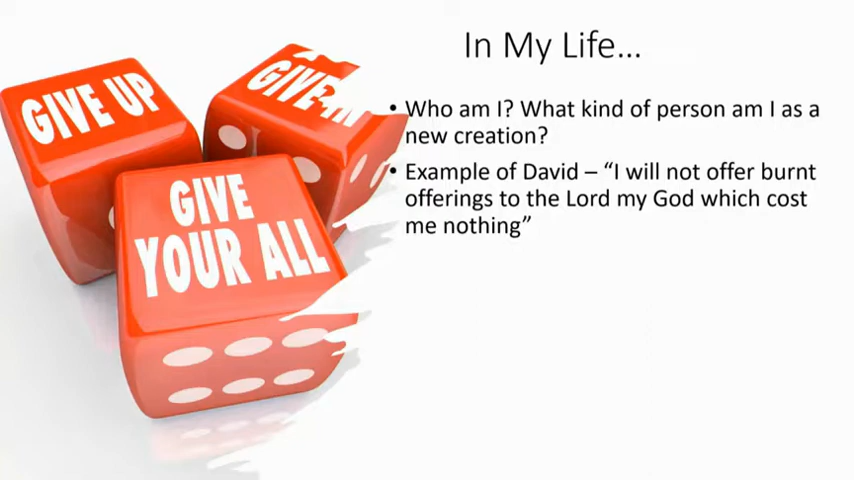 In My Life...
GIVE UP
GIVE IN
GIVE
YOUR ALL
• Who am I? What kind of person am I as a
new creation?
• Example of David – “I will not offer burnt
offerings to the Lord my God which cost
me nothing”